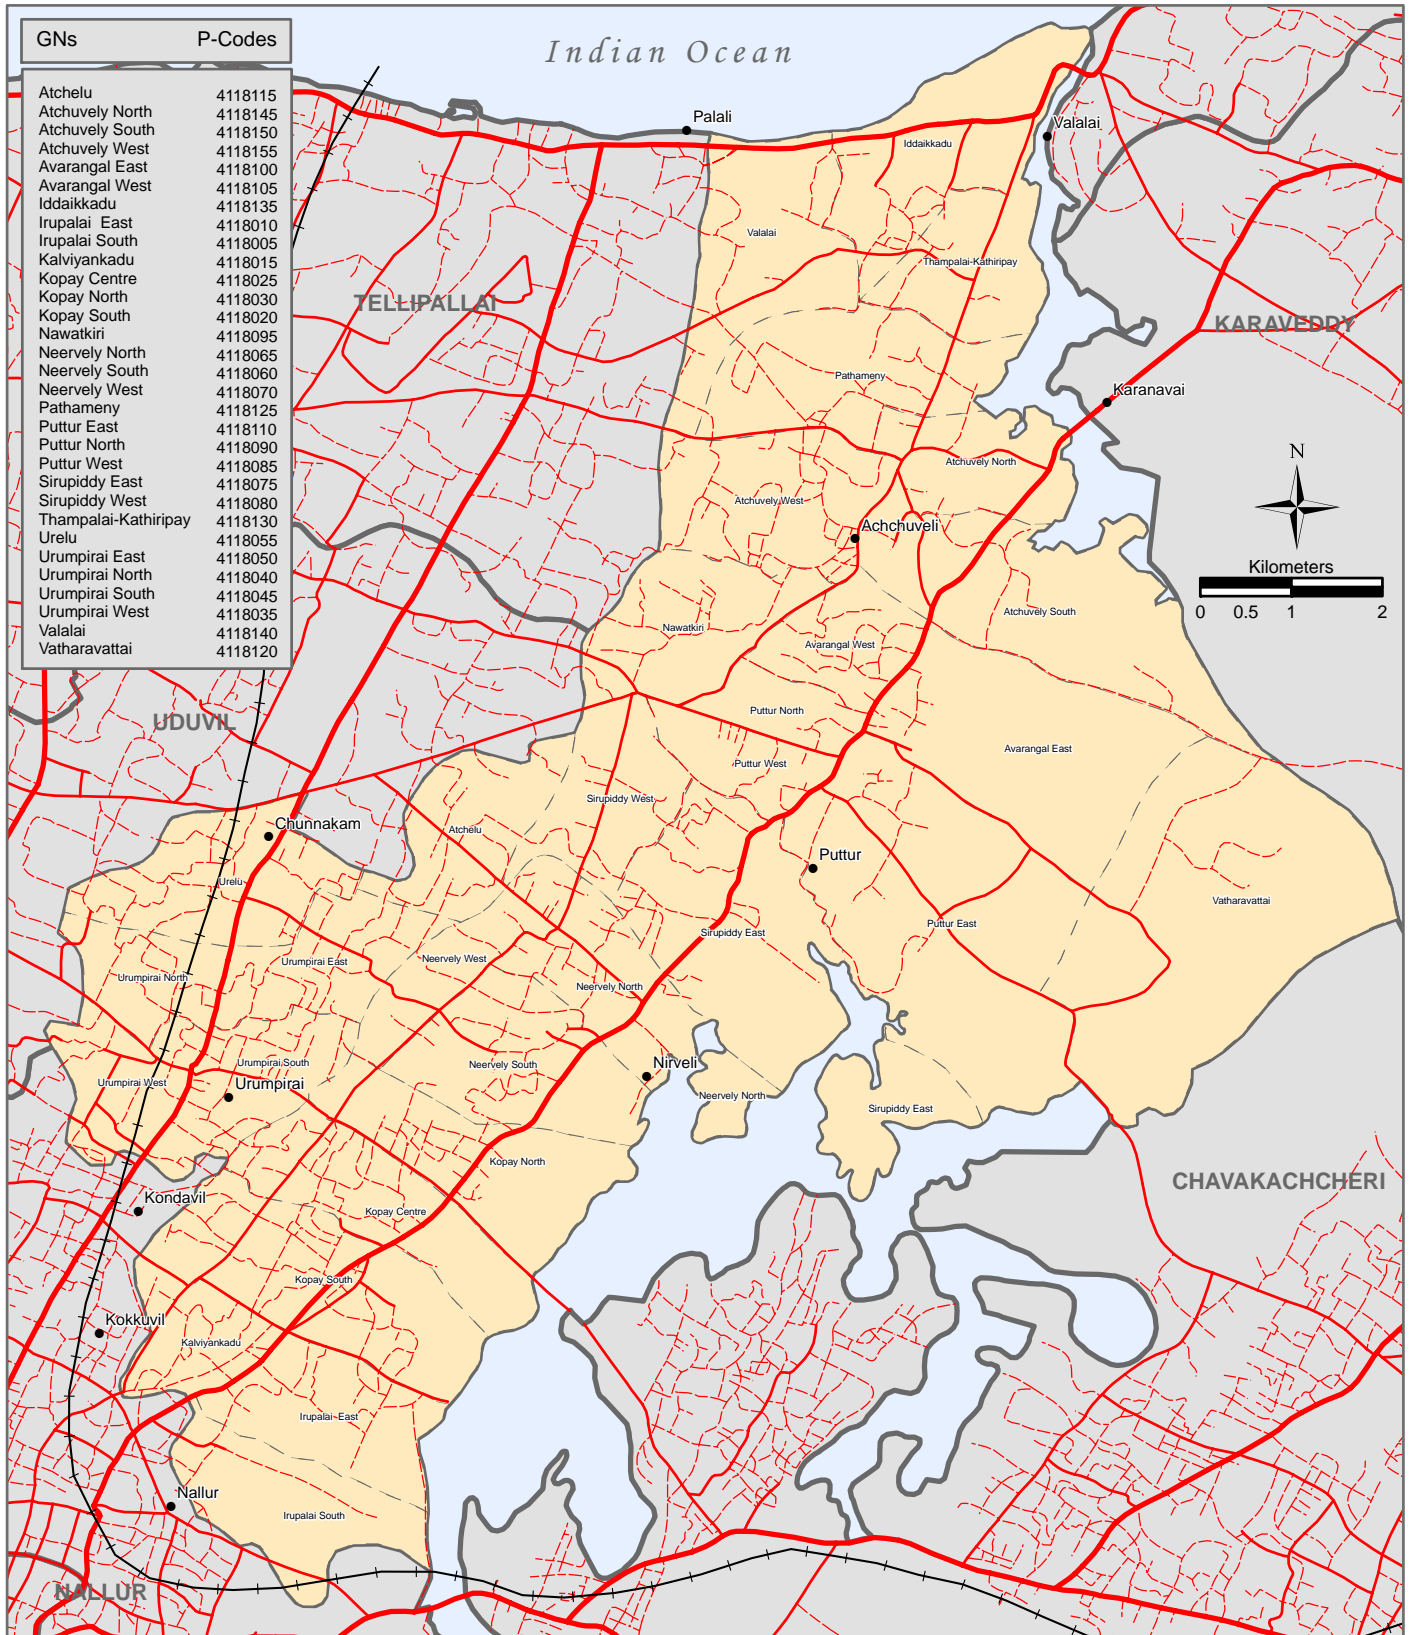 GNs P-Codes
Atchelu 4118115
Atchuvely North 4118145
Atchuvely South 4118150
Atchuvely West 4118155
Avarangal East 4118100
Avarangal West 4118105
Iddaikkadu 4118135
Irupalai East 4118010
Irupalai South 4118005
Kalviyankadu 4118015
Kopay Centre 4118025
Kopay North 4118030
Kopay South 4118020
Nawatkiri 4118095
Neervely North 4118065
Neervely South 4118060
Neervely West 4118070
Pathameny 4118125
Puttur East 4118110
Puttur North 4118090
Puttur West 4118085
Sirupiddy East 4118075
Sirupiddy West 4118080
Thampalai-Kathiripay 4118130
Urelu 4118055
Urumpirai East 4118050
Urumpirai North 4118040
Urumpirai South 4118045
Urumpirai West 4118035
Valalai 4118140
Vatharavattai 4118120
Indian Ocean
Palali
Valalai
Iddaikkadu
Valalai
Thampalai-Kathiripay
TELLIPALLAI
KARAVEDDY
Pathameny
Karanavai
N
Atchuvely North
Atchuvely West
Achchuveli
Kilometers
0 0.5 1 2
Atchuvely South
Nawatkiri
Avarangal West
Puttur North
UDUVIL
Avarangal East
Puttur West
Sirupiddy West
Chunnakam
Atchelu
Puttur
Urelu
Vatharavattai
Puttur East
Sirupiddy East
Neervely West
Urumpirai East
Urumpirai North
Neervely North
Urumpirai South
Neervely South
Nirveli
Urumpirai West
Urumpirai
Neervely North
Sirupiddy East
Kopay North
CHAVAKACHCHERI
Kondavil
Kopay Centre
Kopay South
Kokkuvil
Kalviyankadu
Irupalai East
Nallur
Irupalai South
NALLUR